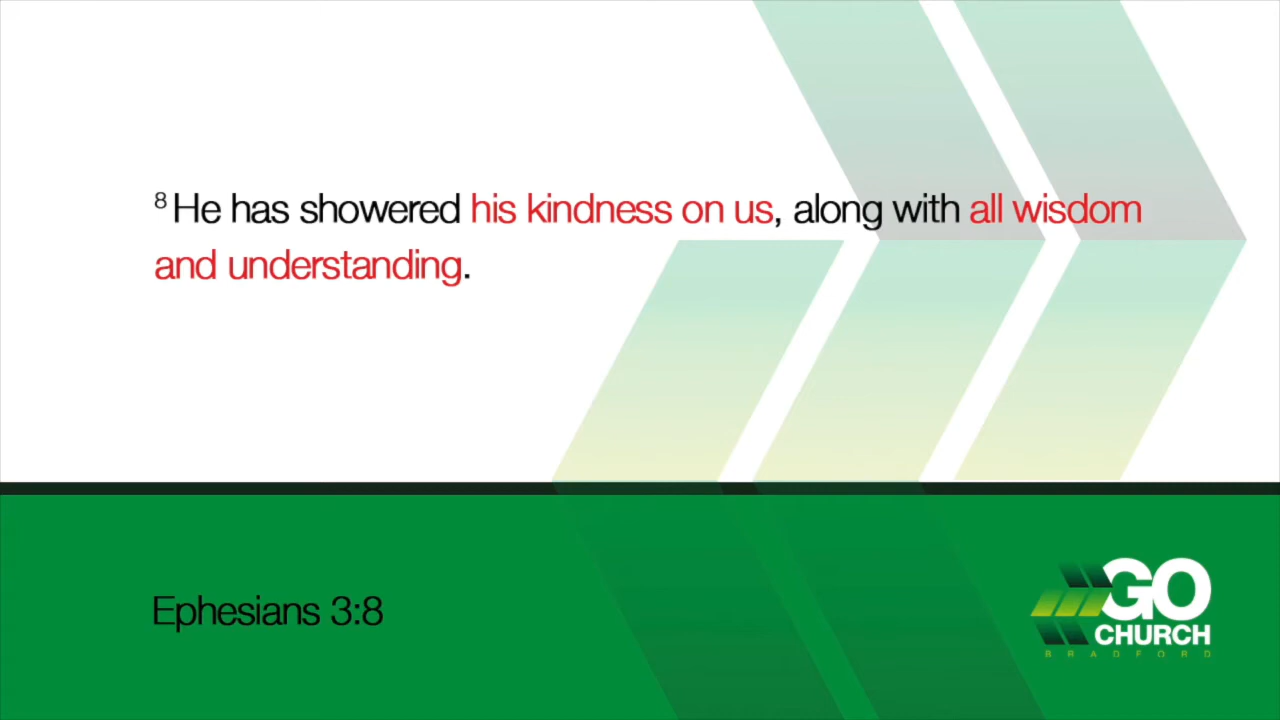 8 He has showered his kindness on us, along with all wisdom
and understanding.
Ephesians 3:8
GO
CHURCH
BRADFORD